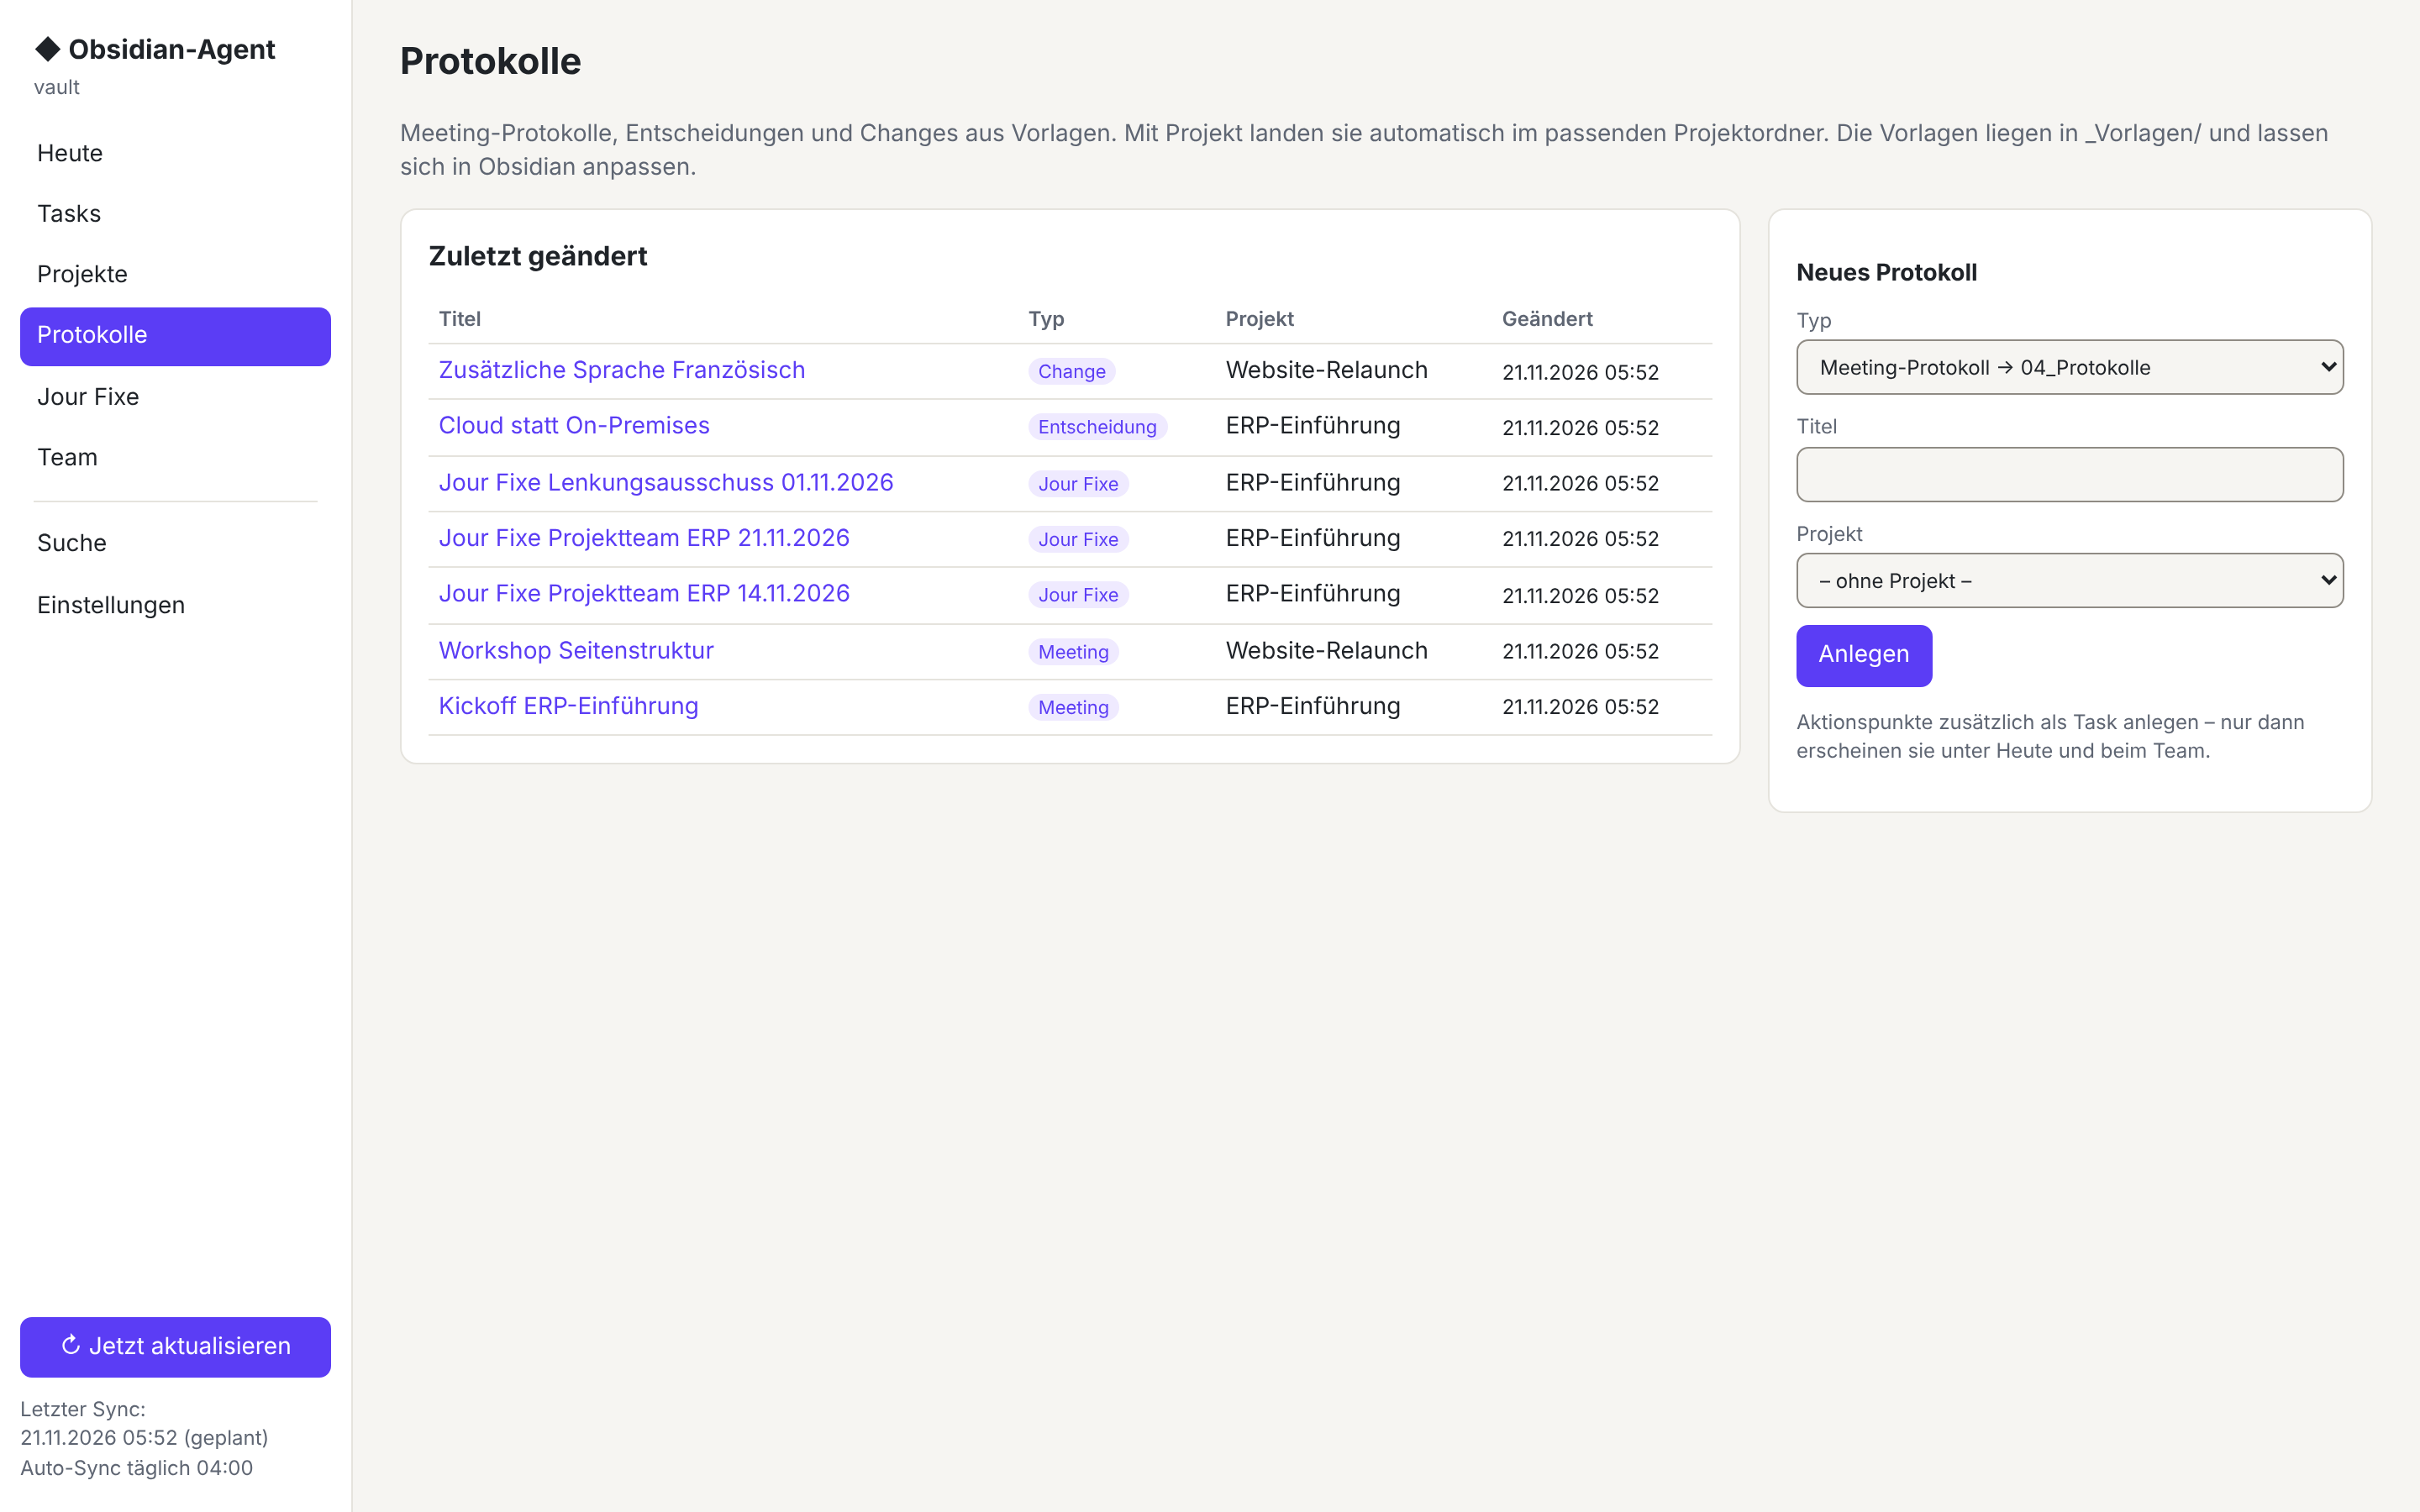 ◆ Obsidian-Agent
vault
Heute
Tasks
Projekte
Protokolle
Jour Fixe
Team
Suche
Einstellungen
↻ Jetzt aktualisieren
Letzter Sync:
21.11.2026 05:52 (geplant)
Auto-Sync täglich 04:00
Protokolle
Meeting-Protokolle, Entscheidungen und Changes aus Vorlagen. Mit Projekt landen sie automatisch im passenden Projektordner. Die Vorlagen liegen in _Vorlagen/ und lassen
sich in Obsidian anpassen.
Zuletzt geändert
Titel Typ Projekt Geändert
Zusätzliche Sprache Französisch Change Website-Relaunch 21.11.2026 05:52
Cloud statt On-Premises Entscheidung ERP-Einführung 21.11.2026 05:52
Jour Fixe Lenkungsausschuss 01.11.2026 Jour Fixe ERP-Einführung 21.11.2026 05:52
Jour Fixe Projektteam ERP 21.11.2026 Jour Fixe ERP-Einführung 21.11.2026 05:52
Jour Fixe Projektteam ERP 14.11.2026 Jour Fixe ERP-Einführung 21.11.2026 05:52
Workshop Seitenstruktur Meeting Website-Relaunch 21.11.2026 05:52
Kickoff ERP-Einführung Meeting ERP-Einführung 21.11.2026 05:52
Neues Protokoll
Typ
Meeting-Protokoll → 04_Protokolle
Titel
Projekt
– ohne Projekt –
Anlegen
Aktionspunkte zusätzlich als Task anlegen – nur dann
erscheinen sie unter Heute und beim Team.